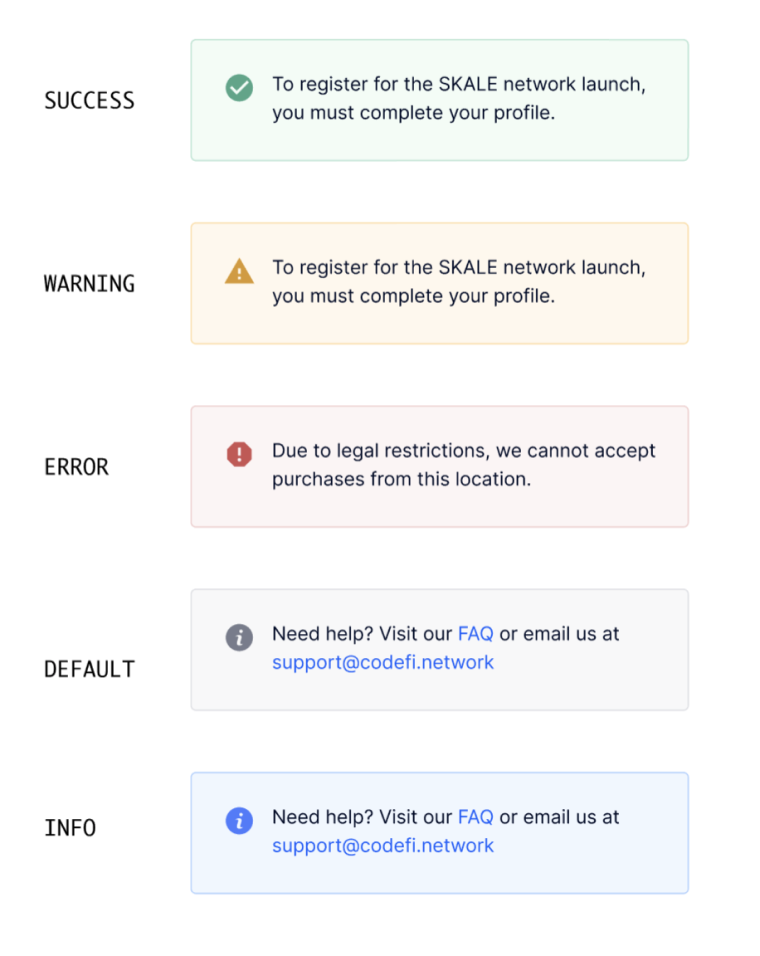 SUCCESS
To register for the SKALE network launch,
you must complete your profile.
WARNING
To register for the SKALE network launch,
you must complete your profile.
ERROR
Due to legal restrictions, we cannot accept
purchases from this location.
DEFAULT
Need help? Visit our FAQ or email us at
support@codefi.network
INFO
Need help? Visit our FAQ or email us at
support@codefi.network